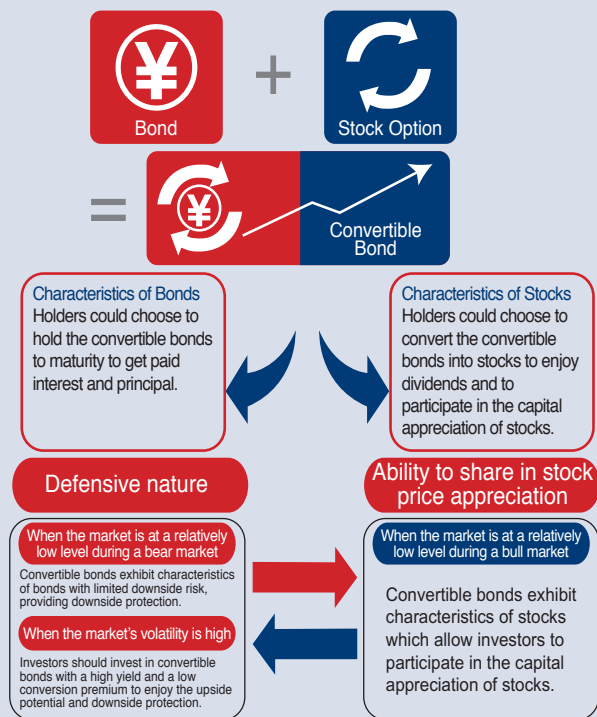 ¥
Bond
+
Stock Option
=
¥
Convertible
Bond
Characteristics of Bonds
Holders could choose to
hold the convertible bonds
to maturity to get paid
interest and principal.
Characteristics of Stocks
Holders could choose to
convert the convertible
bonds into stocks to enjoy
dividends and to
participate in the capital
appreciation of stocks.
Defensive nature
Ability to share in stock
price appreciation
When the market is at a relatively
low level during a bear market
Convertible bonds exhibit characteristics
of bonds with limited downside risk,
providing downside protection.
When the market's volatility is high
Investors should invest in convertible
bonds with a high yield and a low
conversion premium to enjoy the upside
potential and downside protection.
When the market is at a relatively
low level during a bull market
Convertible bonds exhibit
characteristics of stocks
which allow investors to
participate in the capital
appreciation of stocks.